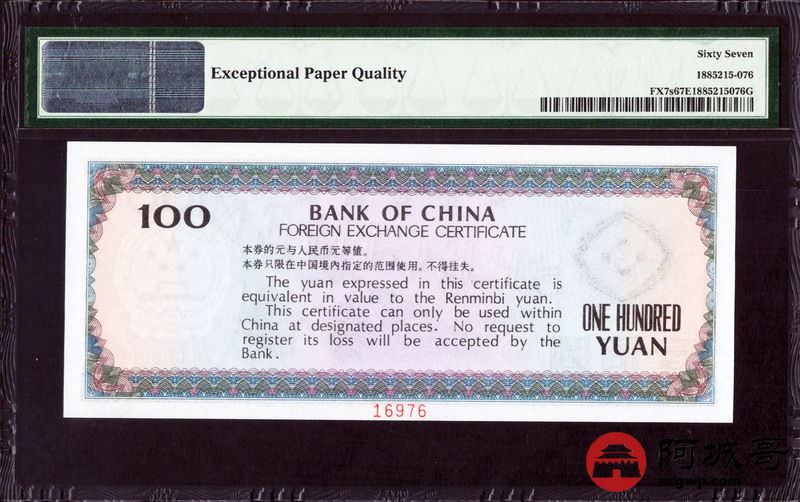 Exceptional Paper Quality
Sixty Seven
1885215-076
FX7s67E1885215076G
100
BANK OF CHINA
FOREIGN EXCHANGE CERTIFICATE
本券的元与人民币元等值。
本券只限在中国境内指定的范围使用。不得挂失。
The yuan expressed in this certificate is
equivalent in value to the Renminbi yuan.
This certificate can only be used within
China at designated places. No request to
register its loss will be accepted by the
Bank.
ONE HUNDRED
YUAN
16976
阿城哥
acgwp.com